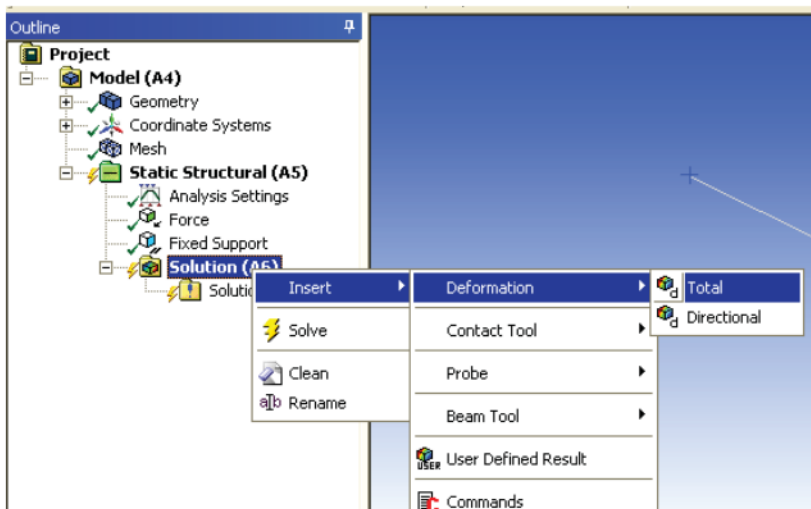 Outline
Project
Model (A4)
Geometry
Coordinate Systems
Mesh
Static Structural (A5)
Analysis Settings
Force
Fixed Support
Solution (A6)
Solutio
Insert
Solve
Clean
Rename
Deformation
Contact Tool
Probe
Beam Tool
User Defined Result
Commands
Total
Directional